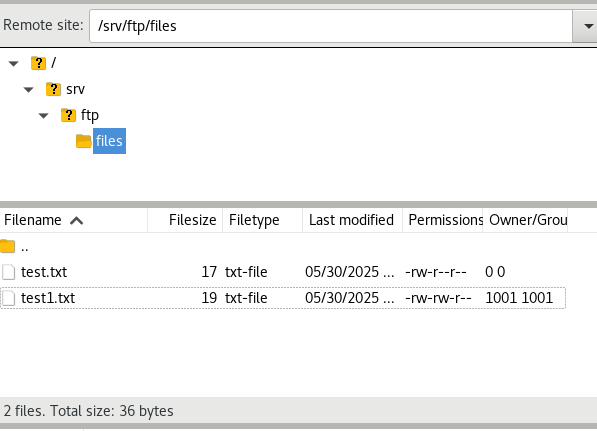 Remote site: /srv/ftp/files
? /
? srv
? ftp
files
Filename Filesize Filetype Last modified Permissions Owner/Grou
..
test.txt 17 txt-file 05/30/2025 ... -rw-r--r-- 0 0
test1.txt 19 txt-file 05/30/2025 ... -rw-rw-r-- 1001 1001
2 files. Total size: 36 bytes